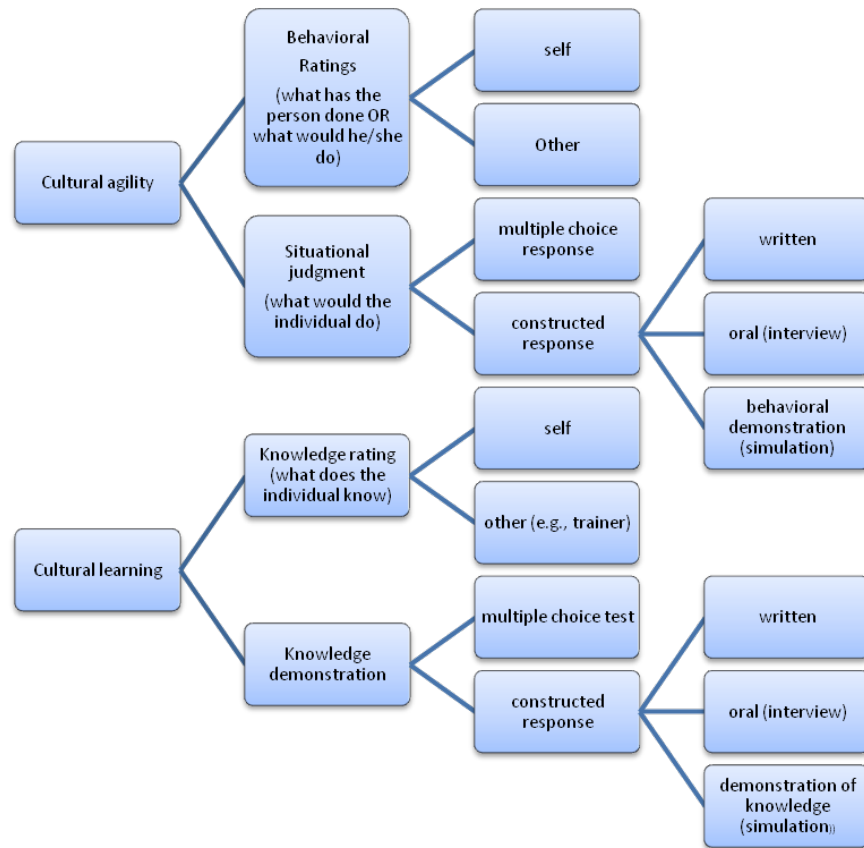 Cultural agility
Behavioral
Ratings
(what has the
person done OR
what would he/she
do)
self
Other
Situational
judgment
(what would the
individual do)
multiple choice
response
constructed
response
written
oral (interview)
behavioral
demonstration
(simulation)
Cultural learning
Knowledge rating
(what does the
individual know)
self
other (e.g., trainer)
Knowledge
demonstration
multiple choice test
constructed
response
written
oral (interview)
demonstration of
knowledge
(simulation))